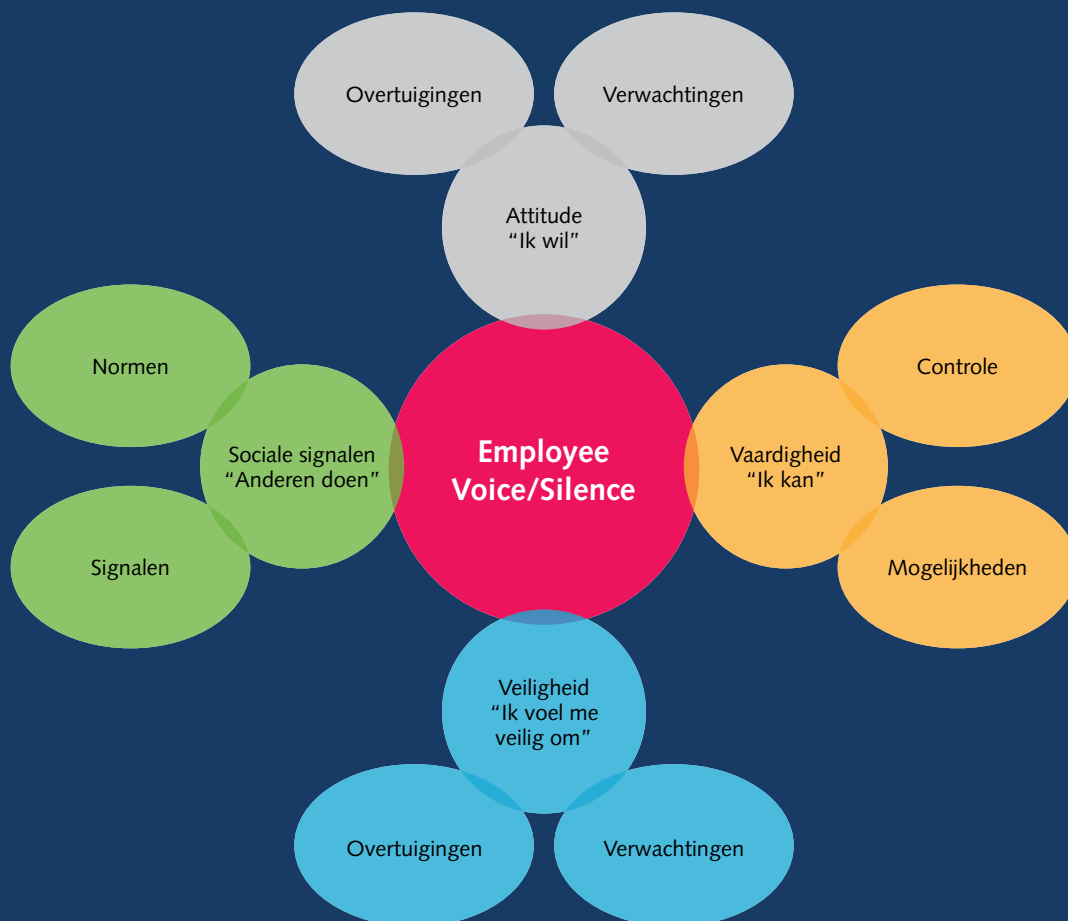 Overtuigingen
Verwachtingen
Attitude
“Ik wil”
Normen
Controle
Sociale signalen
“Anderen doen”
Employee
Voice/Silence
Vaardigheid
“Ik kan”
Signalen
Mogelijkheden
Veiligheid
“Ik voel me
veilig om”
Overtuigingen
Verwachtingen